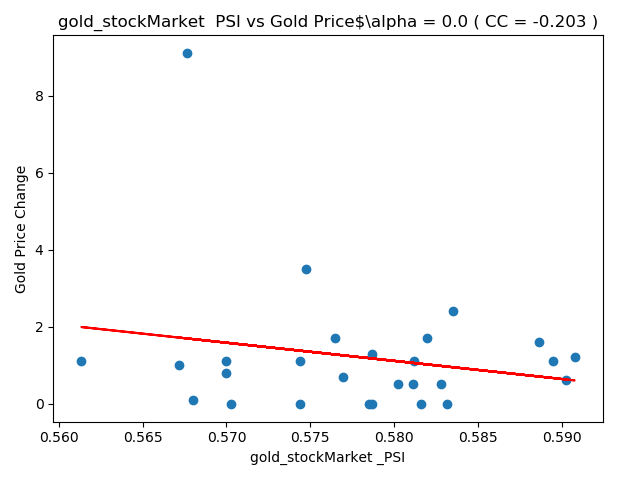 gold_stockMarket  PSI vs Gold Price$\alpha = 0.0 ( CC = -0.203 )
8
6
4
2
0
Gold Price Change
0.560 0.565 0.570 0.575 0.580 0.585 0.590
gold_stockMarket _PSI